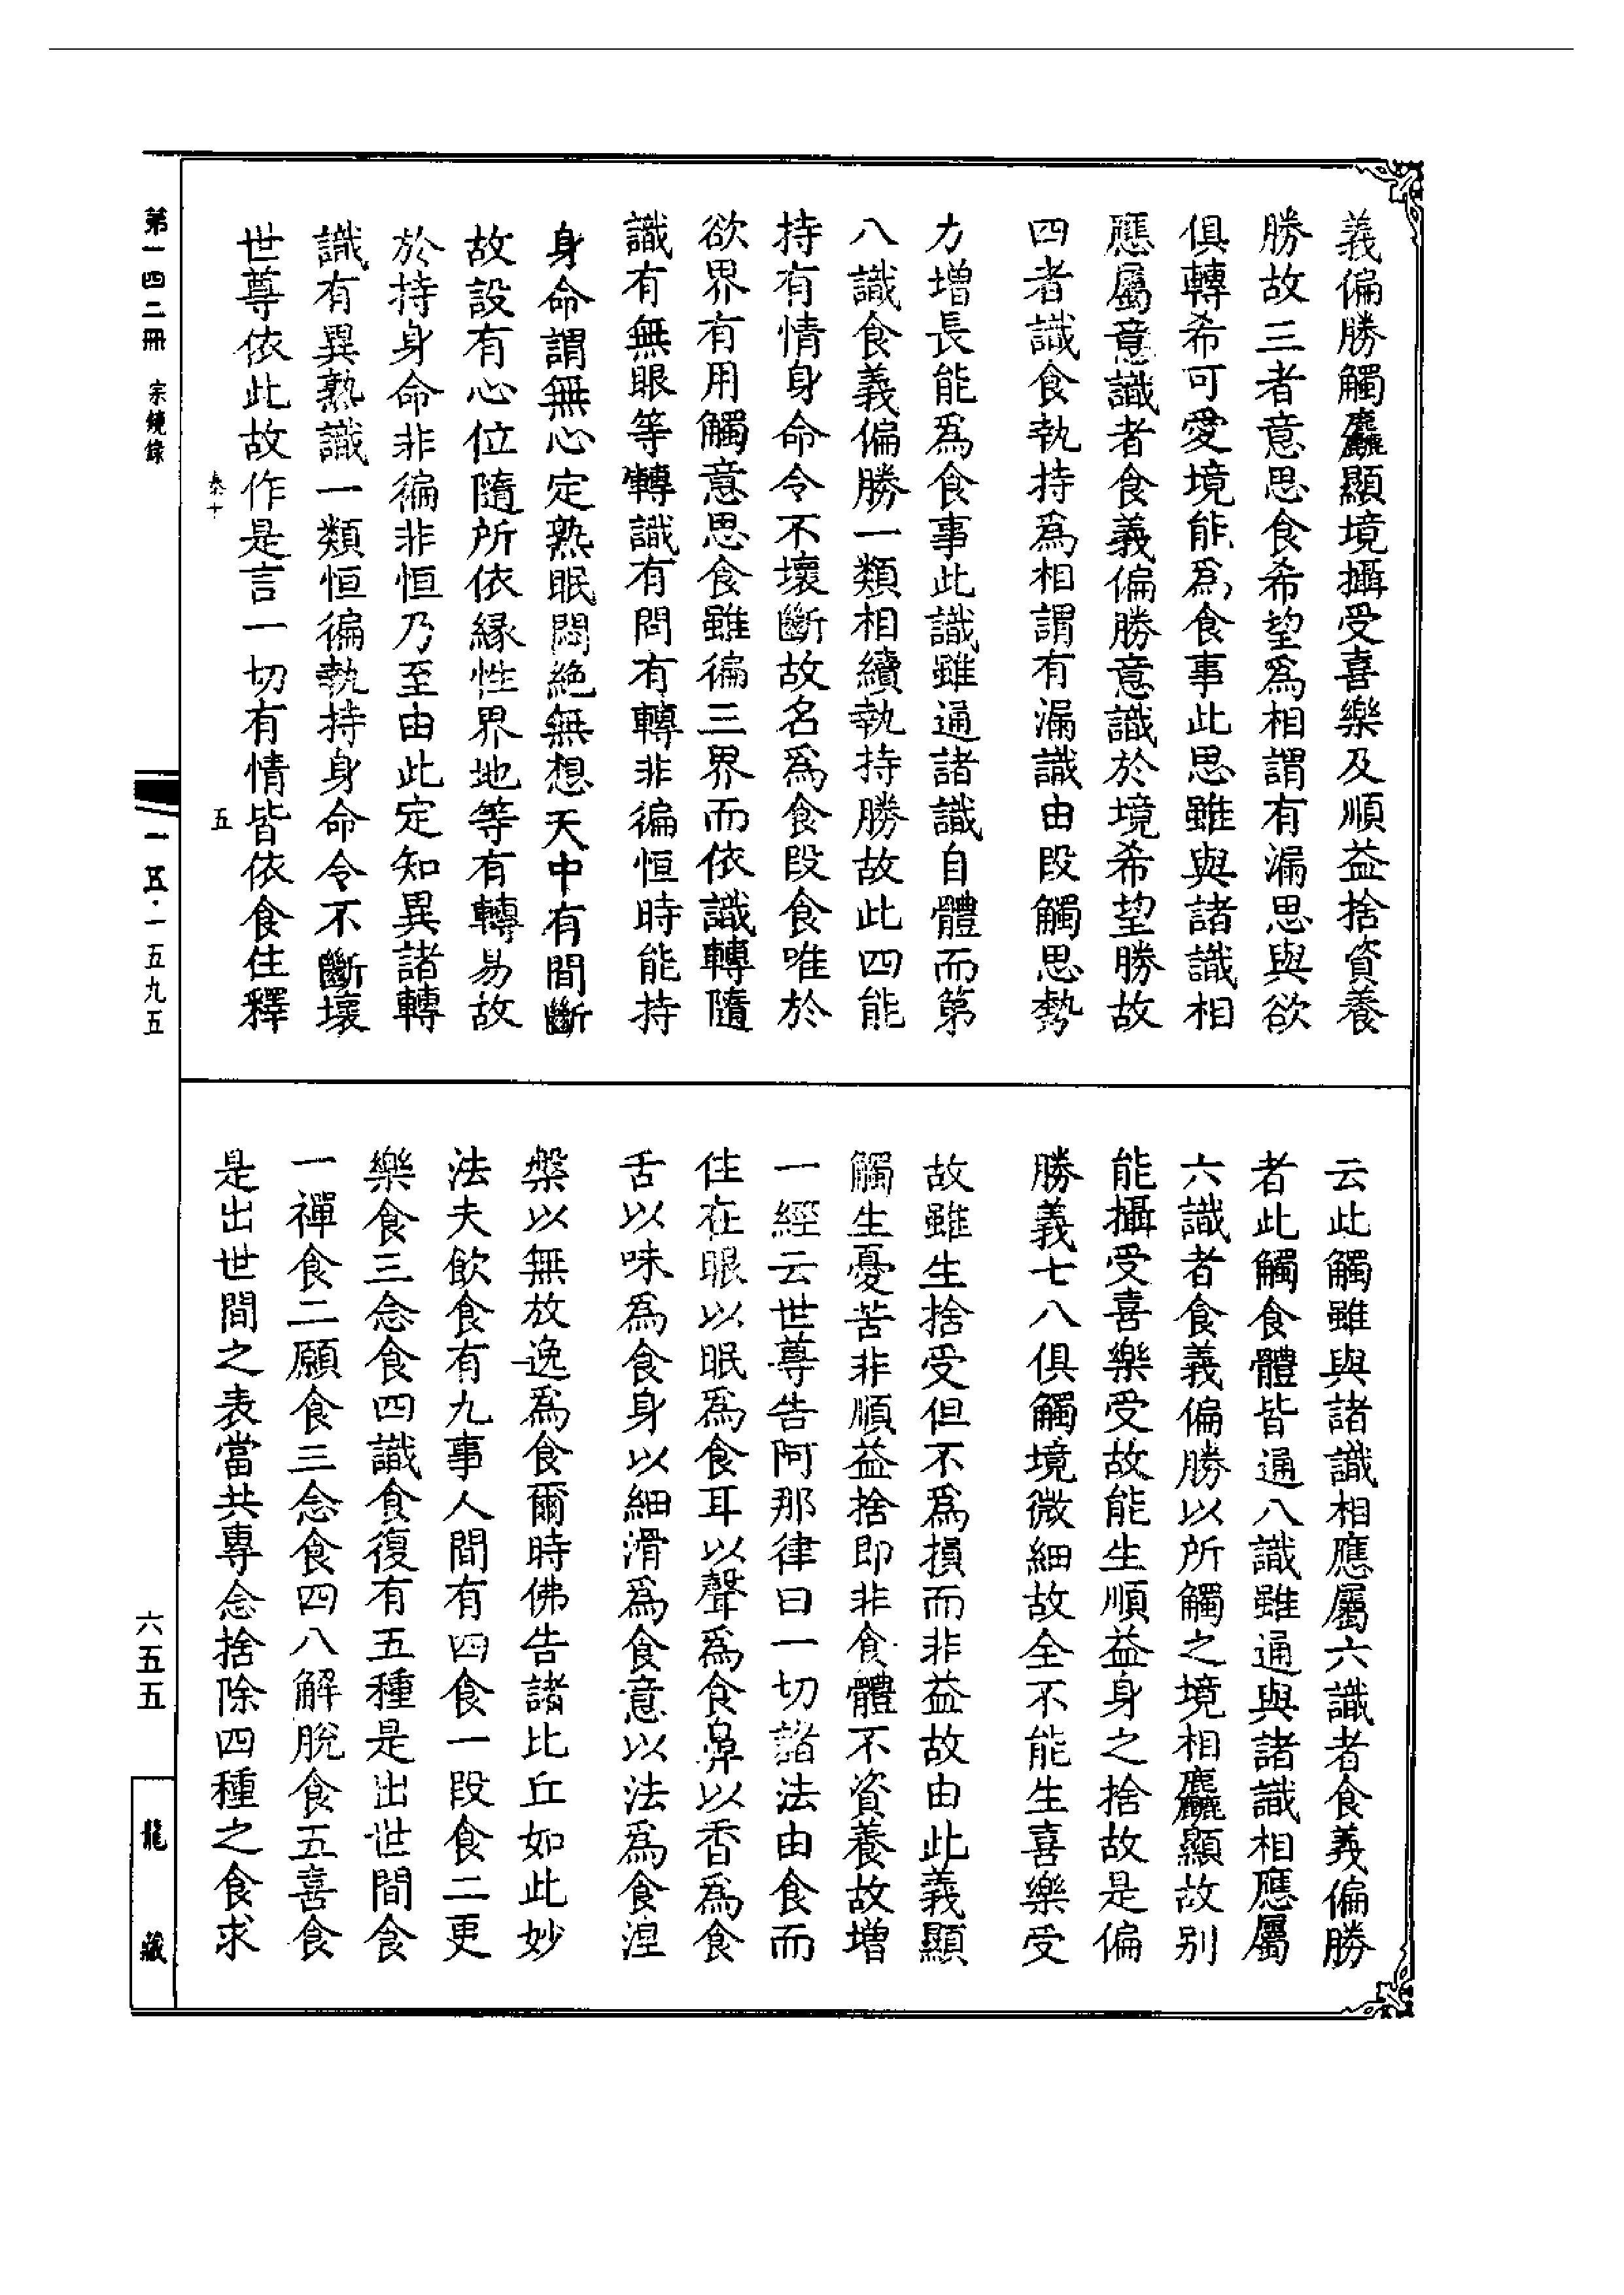 義偏勝觸麤顯境攝受喜樂及順益捨資養
勝故三者意思食希望爲相謂有漏思與欲
俱轉希可愛境能爲食事此思雖與諸識相
應屬意識者食義偏勝意識於境希望勝故
四者識食執持爲相謂有漏識由段觸思勢
力增長能爲食事此識雖通諸識自體而第
八識食義偏勝一類相續執持勝故此四能
持有情身命令不壞斷故名爲食段食唯於
欲界有用觸意思食雖徧三界而依識轉隨
識有無眼等轉識有問有轉非徧恒時能持
身命謂無心定熟眠悶絶無想天中有間斷
故設有心位隨所依緣性界地等有轉易故
於持身命非徧非恒乃至由此定知異諸轉
識有異熟識一類恒徧執持身命令不斷壞
世尊依此故作是言一切有情皆依食住釋
云此觸雖與諸識相應屬六識者食義偏勝
者此觸食體皆通八識雖通與諸識相應屬
六識者食義偏勝以所觸之境相麤顯故别
能攝受喜樂受故能生順益身之捨故是偏
勝義七八俱觸境微細故全不能生喜樂受
故雖生捨受但不爲損而非益故由此義顯
觸生憂苦非順益捨即非食體不資養故增
一經云世尊告阿那律曰一切諸法由食而
住在眼以眠爲食耳以聲爲食鼻以香爲食
舌以味爲食身以細滑爲食意以法爲食涅
槃以無放逸爲食爾時佛告諸比丘如此妙
法夫飲食有九事人間有四食一段食二更
樂食三念食四識食復有五種是出世間食
一禪食二願食三念食四八解脫食五喜食
是出世間之表當共專念捨除四種之食求
第一四二冊 宗鏡錄
秦十 五
一五·一五九五
六五五
龍藏